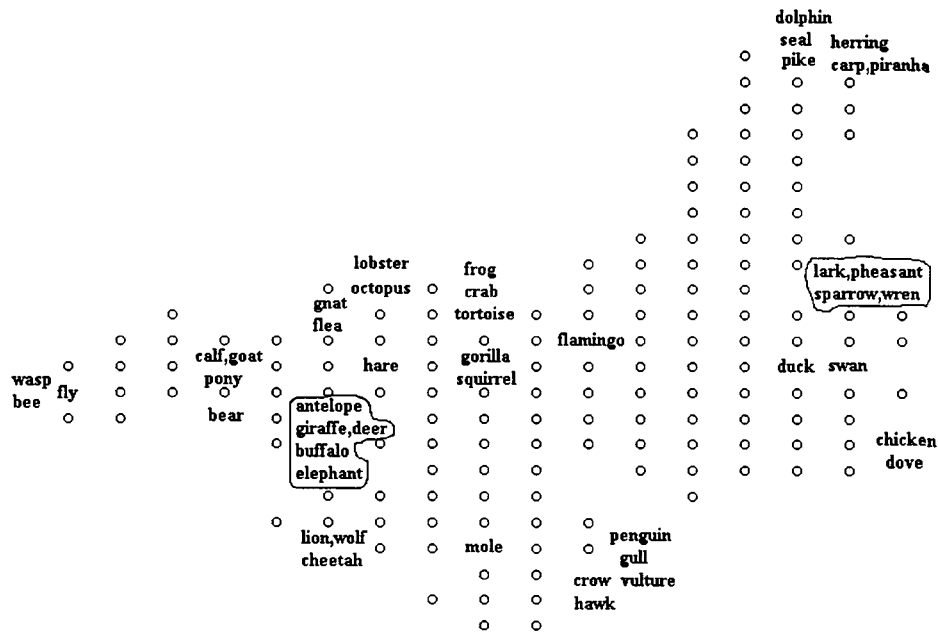 dolphin
seal
pike
herring
carp,piranha
lobster
octopus
frog
crab
tortoise
lark,pheasant
sparrow,wren
gnat
flea
flamingo
calf,goat
pony
hare
gorilla
squirrel
duck
swan
wasp
bee
fly
bear
antelope
giraffe,deer
buffalo
elephant
chicken
dove
lion,wolf
cheetah
mole
penguin
gull
crow vulture
hawk